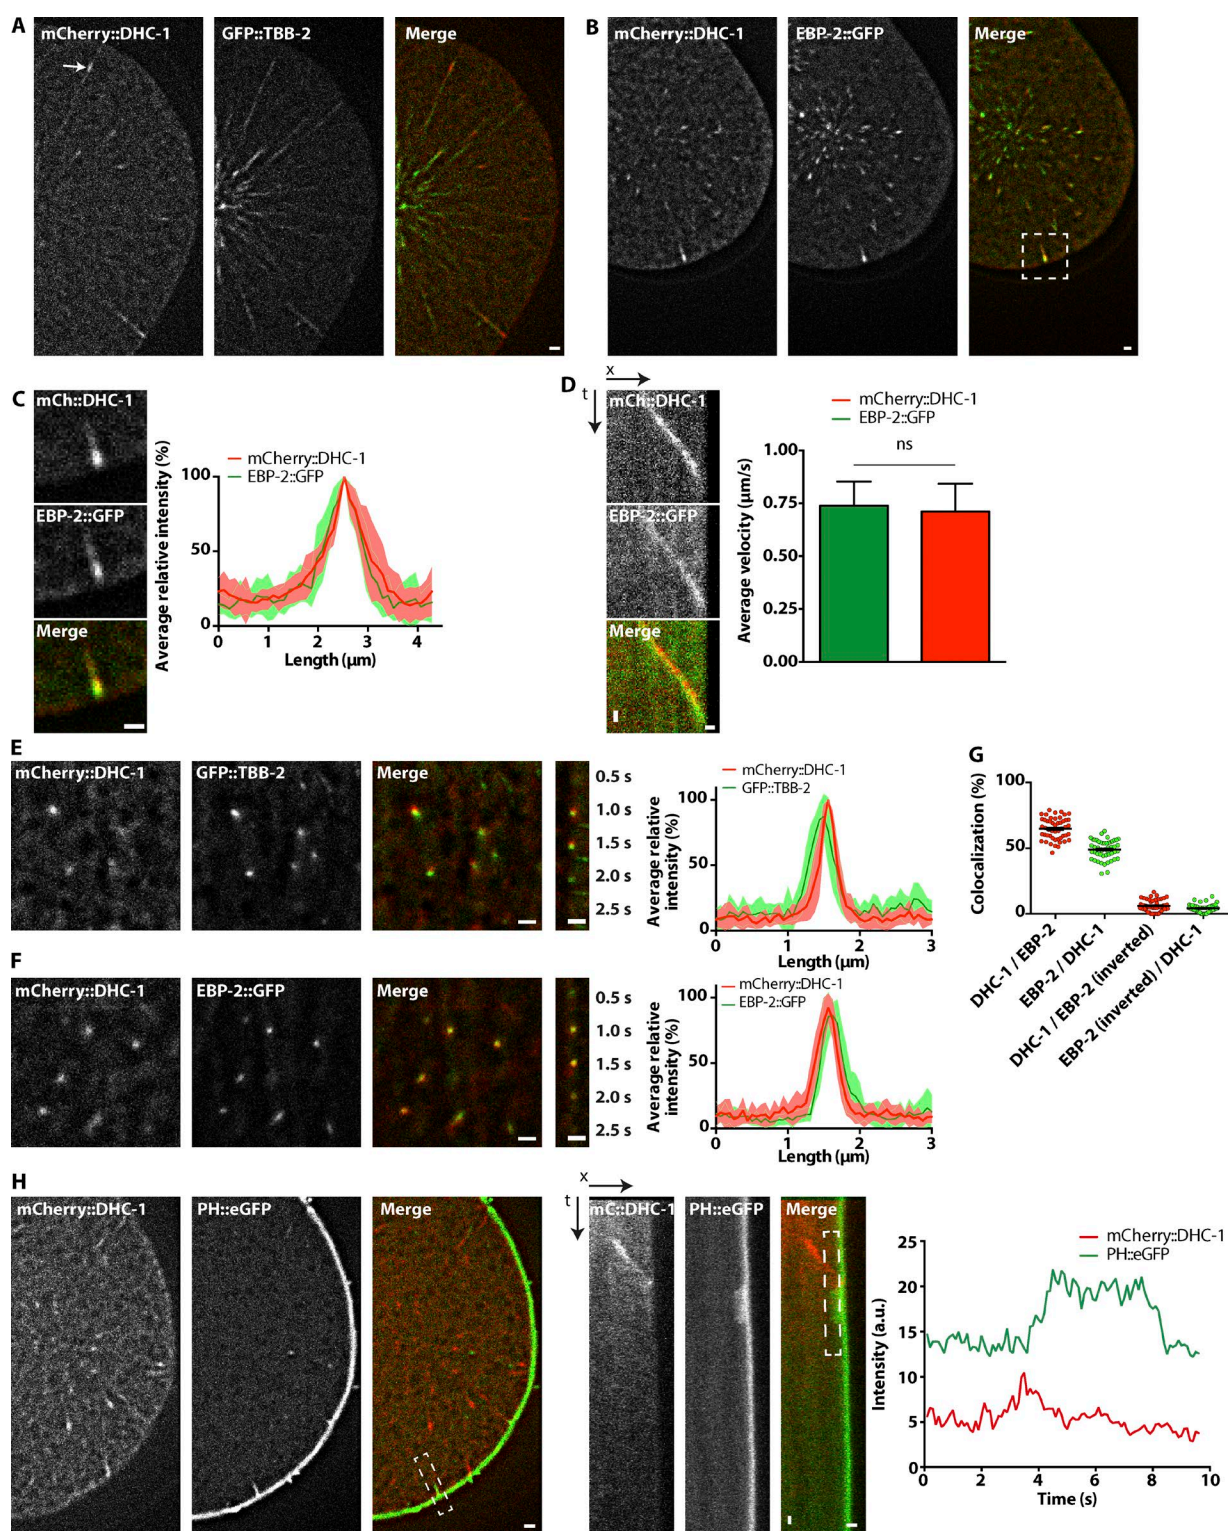 A
mCherry::DHC-1
GFP::TBB-2
Merge
B
mCherry::DHC-1
EBP-2::GFP
Merge
C
mCh::DHC-1
EBP-2::GFP
Merge
Average relative intensity (%)
mCherry::DHC-1
EBP-2::GFP
100
50
0
0 1 2 3 4
Length (µm)
D
x
t
mCh::DHC-1
EBP-2::GFP
Merge
mCherry::DHC-1
EBP-2::GFP
ns
Average velocity (µm/s)
1.00
0.75
0.50
0.25
0.00
E
mCherry::DHC-1
GFP::TBB-2
Merge
0.5 s
1.0 s
1.5 s
2.0 s
2.5 s
Average relative
intensity (%)
mCherry::DHC-1
GFP::TBB-2
100
50
0
0 1 2 3
Length (µm)
F
mCherry::DHC-1
EBP-2::GFP
Merge
0.5 s
1.0 s
1.5 s
2.0 s
2.5 s
Average relative
intensity (%)
mCherry::DHC-1
EBP-2::GFP
100
50
0
0 1 2 3
Length (µm)
G
Colocalization (%)
100
50
0
DHC-1 / EBP-2
EBP-2 / DHC-1
DHC-1 / EBP-2 (inverted)
EBP-2 (inverted) / DHC-1
H
mCherry::DHC-1
PH::eGFP
Merge
x
t
mC::DHC-1
PH::eGFP
Merge
mCherry::DHC-1
PH::eGFP
Intensity (a.u.)
25
20
15
10
5
0
0 2 4 6 8 10
Time (s)